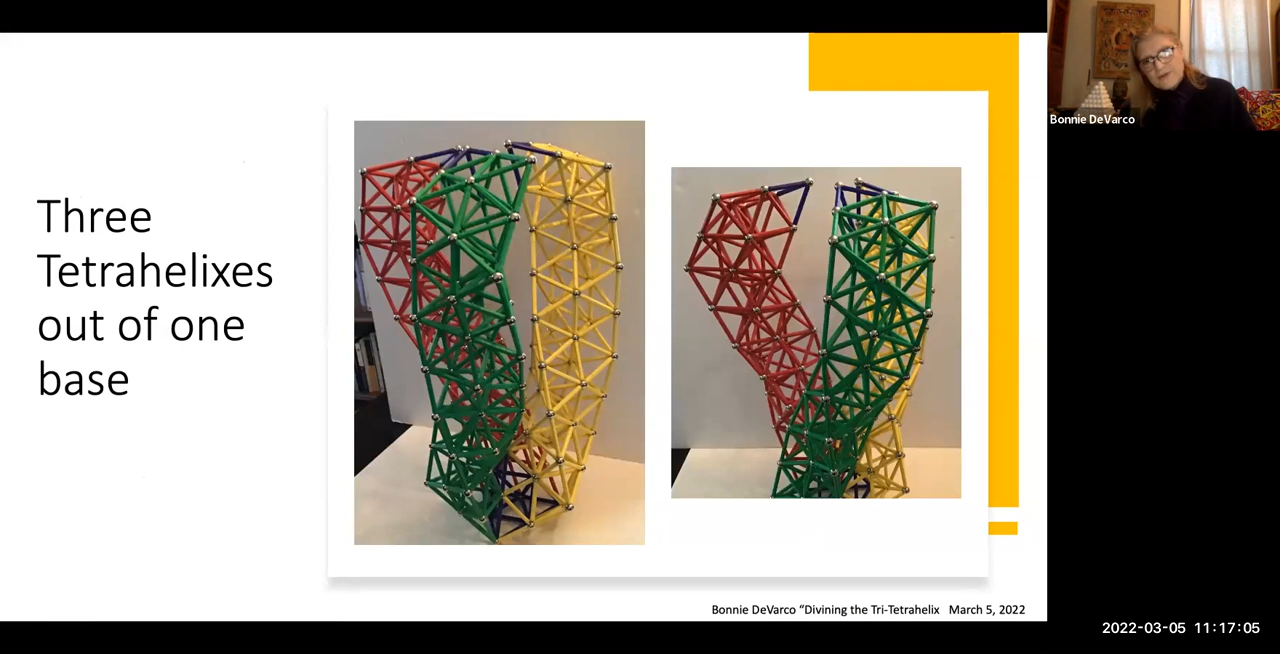 Three
Tetrahelixes
out of one
base
Bonnie DeVarco
Bonnie DeVarco “Divining the Tri-Tetrahelix   March 5, 2022
2022-03-05 11:17:05